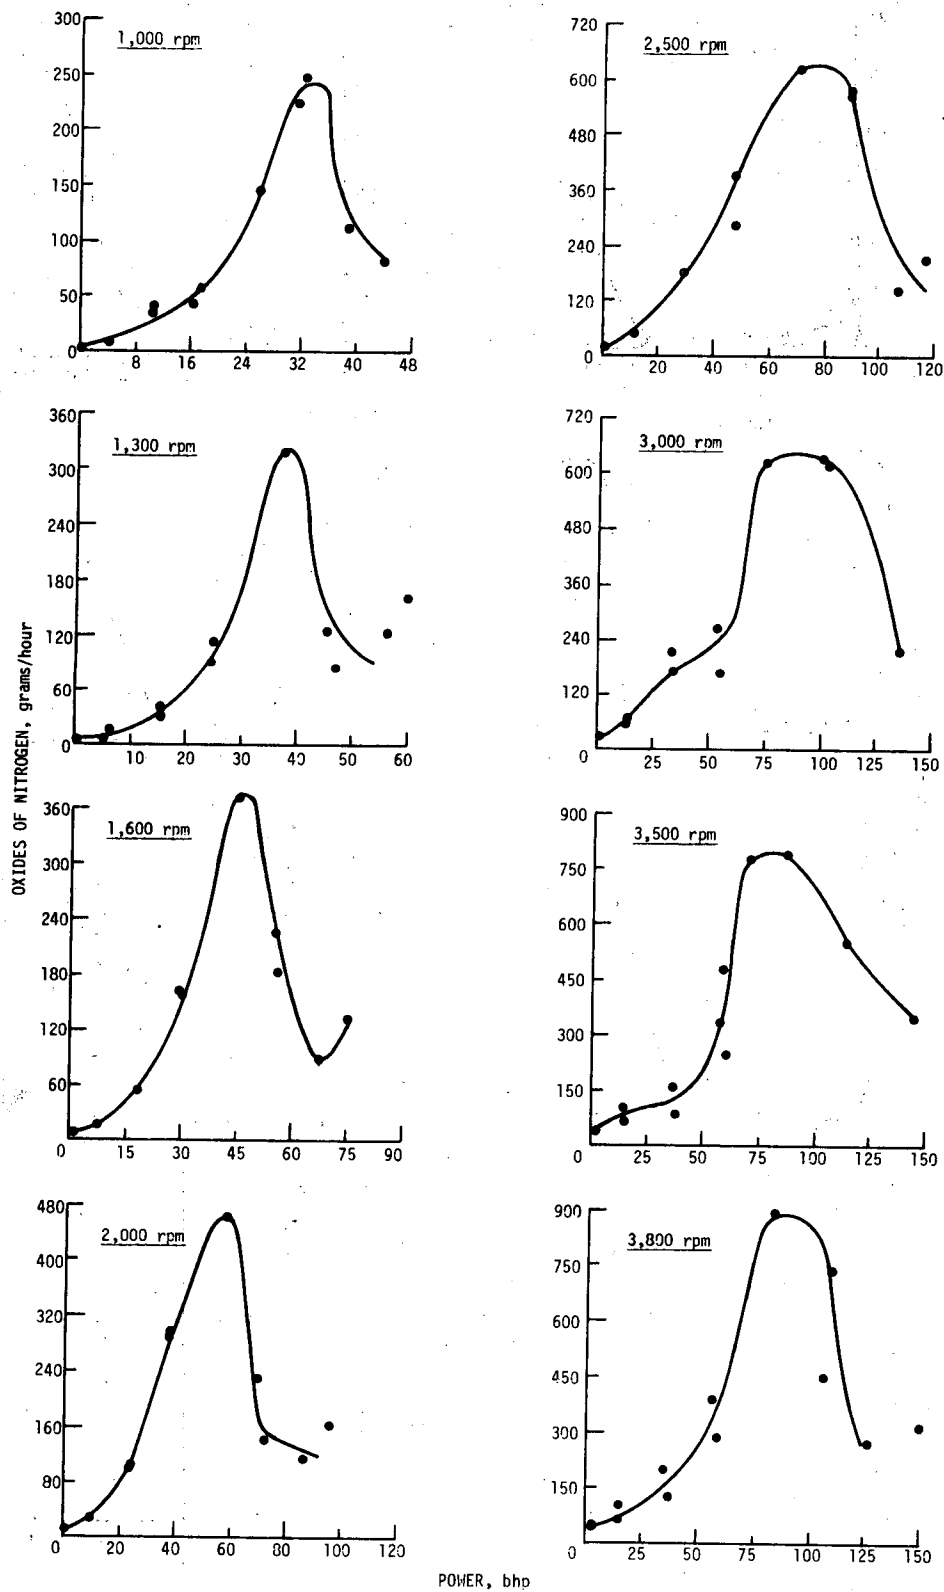 1,000 rpm
300
250
200
150
100
50
0
8 16 24 32 40 48
2,500 rpm
720
600
480
360
240
120
0
20 40 60 80 100 120
1,300 rpm
360
300
240
180
120
60
0
10 20 30 40 50 60
3,000 rpm
720
600
480
360
240
120
0
25 50 75 100 125 150
1,600 rpm
360
300
240
180
120
60
0 15 30 45 60 75 90
3,500 rpm
900
750
600
450
300
150
0 25 50 75 100 125 150
2,000 rpm
480
400
320
240
160
80
0 20 40 60 80 100 120
3,800 rpm
900
750
600
450
300
150
0 25 50 75 100 125 150
OXIDES OF NITROGEN, grams/hour
POWER, bhp